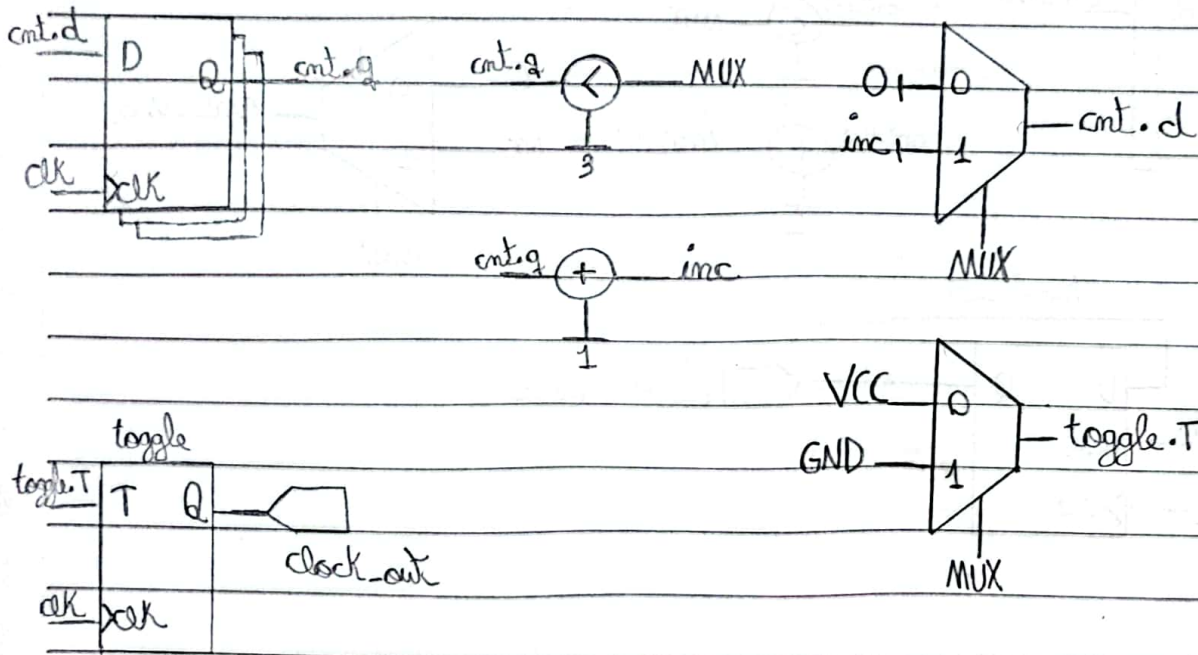 cnt.d
D
Q
cnt.q
clk
clk
cnt.q
<
MUX
3
0
0
inc
1
cnt.d
MUX
cnt.q
+
inc
1
VCC
0
GND
1
toggle.T
MUX
toggle
toggle.T
T
Q
clock_out
clk
clk